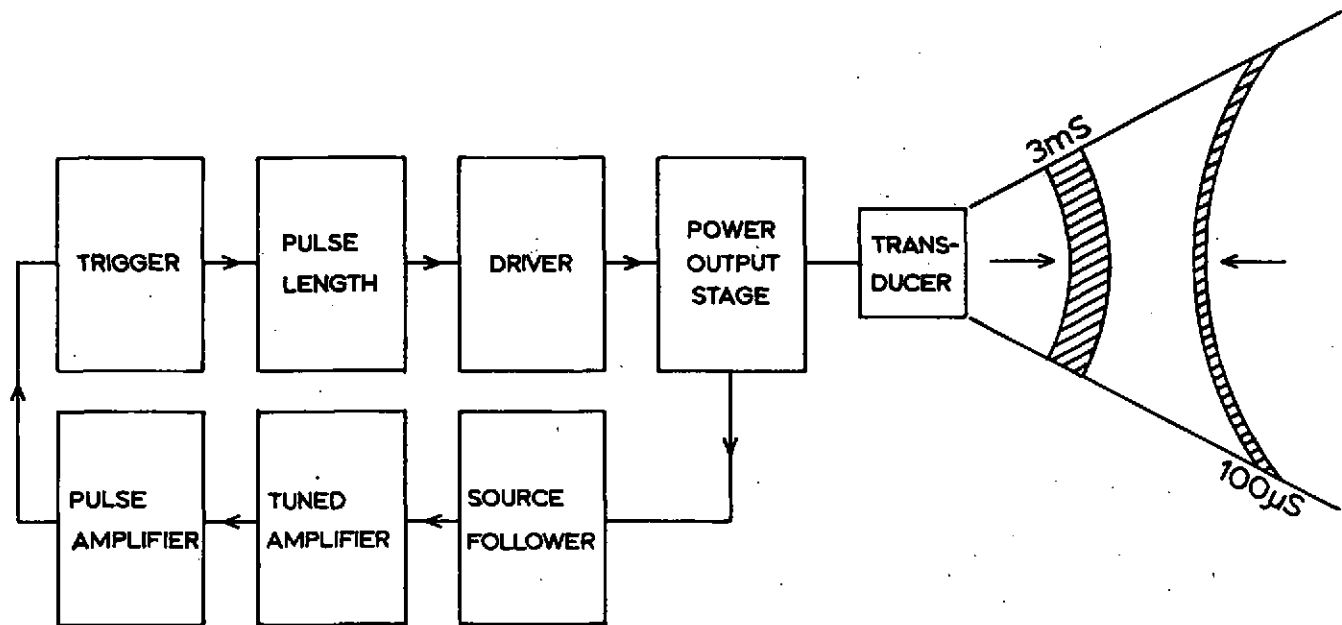 TRIGGER
PULSE
LENGTH
DRIVER
POWER
OUTPUT
STAGE
TRANS-
DUCER
3mS
100µS
PULSE
AMPLIFIER
TUNED
AMPLIFIER
SOURCE
FOLLOWER